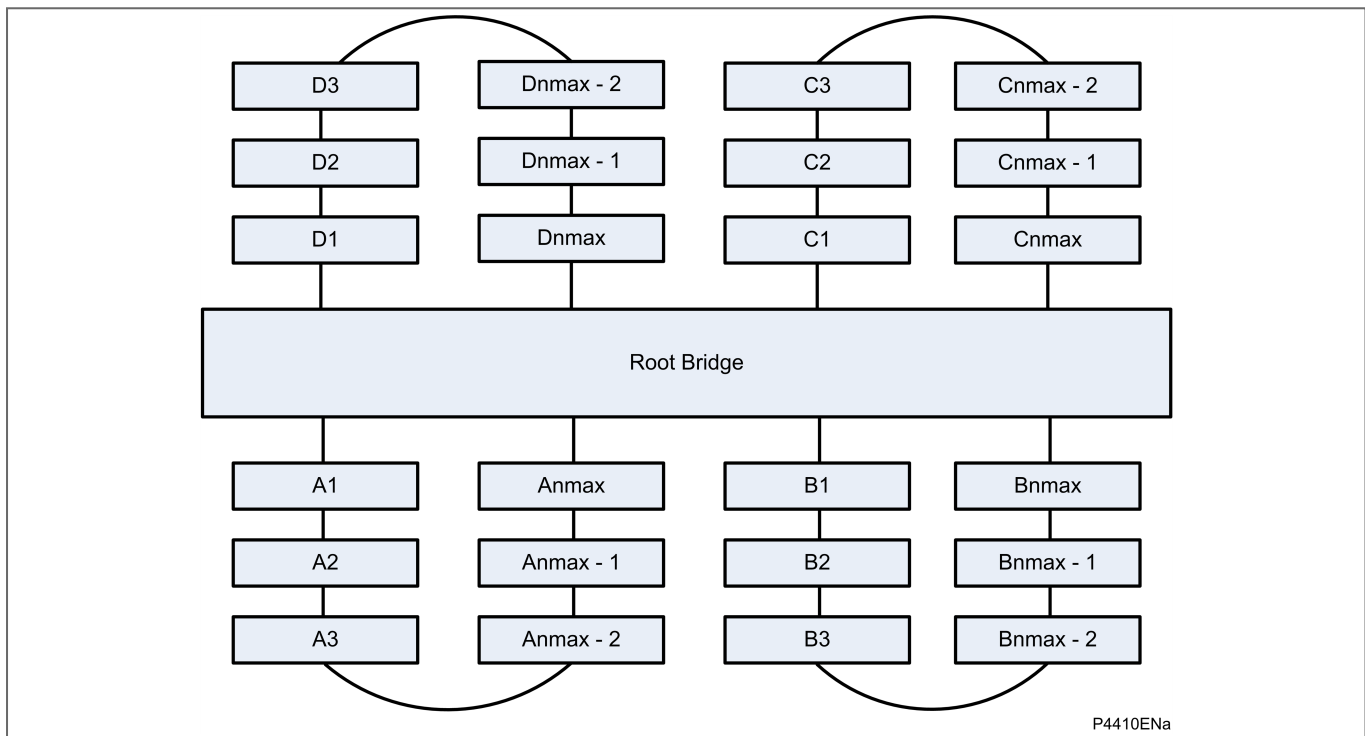 D3
Dnmax - 2
C3
Cnmax - 2
D2
Dnmax - 1
C2
Cnmax - 1
D1
Dnmax
C1
Cnmax
Root Bridge
A1
Anmax
B1
Bnmax
A2
Anmax - 1
B2
Bnmax - 1
A3
Anmax - 2
B3
Bnmax - 2
P4410ENa